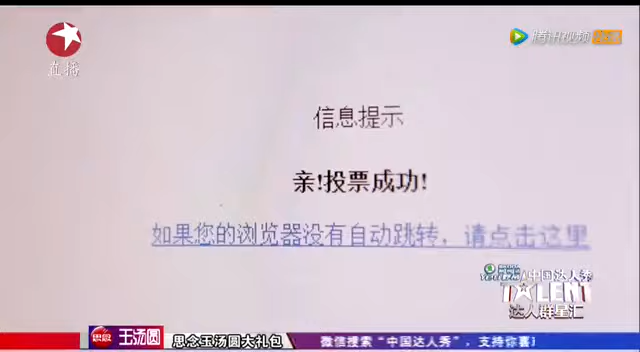 直播
腾讯视频
信息提示
亲!投票成功!
如果您的浏览器没有自动跳转，请点击这里
中国达人秀
TALENT
达人群星汇
思念
玉汤圆
思念玉汤圆大礼包
微信搜索“中国达人秀”，支持你喜